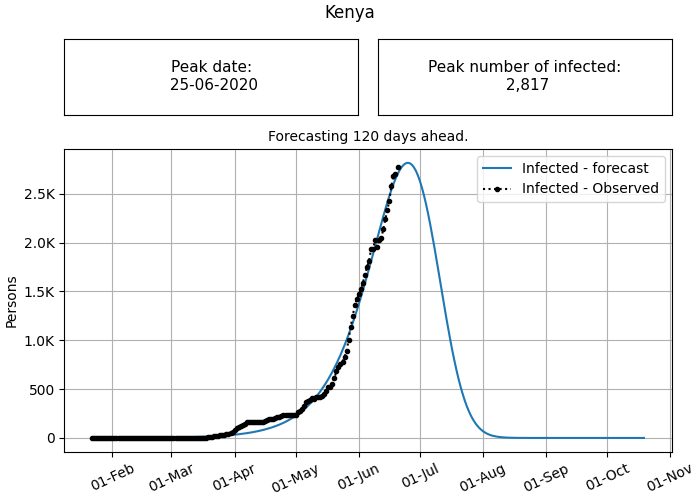 Kenya
Peak date:
25-06-2020
Peak number of infected:
2,817
Forecasting 120 days ahead.
Infected - forecast
Infected - Observed
Persons
2.5K
2.0K
1.5K
1.0K
500
0
01-Feb
01-Mar
01-Apr
01-May
01-Jun
01-Jul
01-Aug
01-Sep
01-Oct
01-Nov